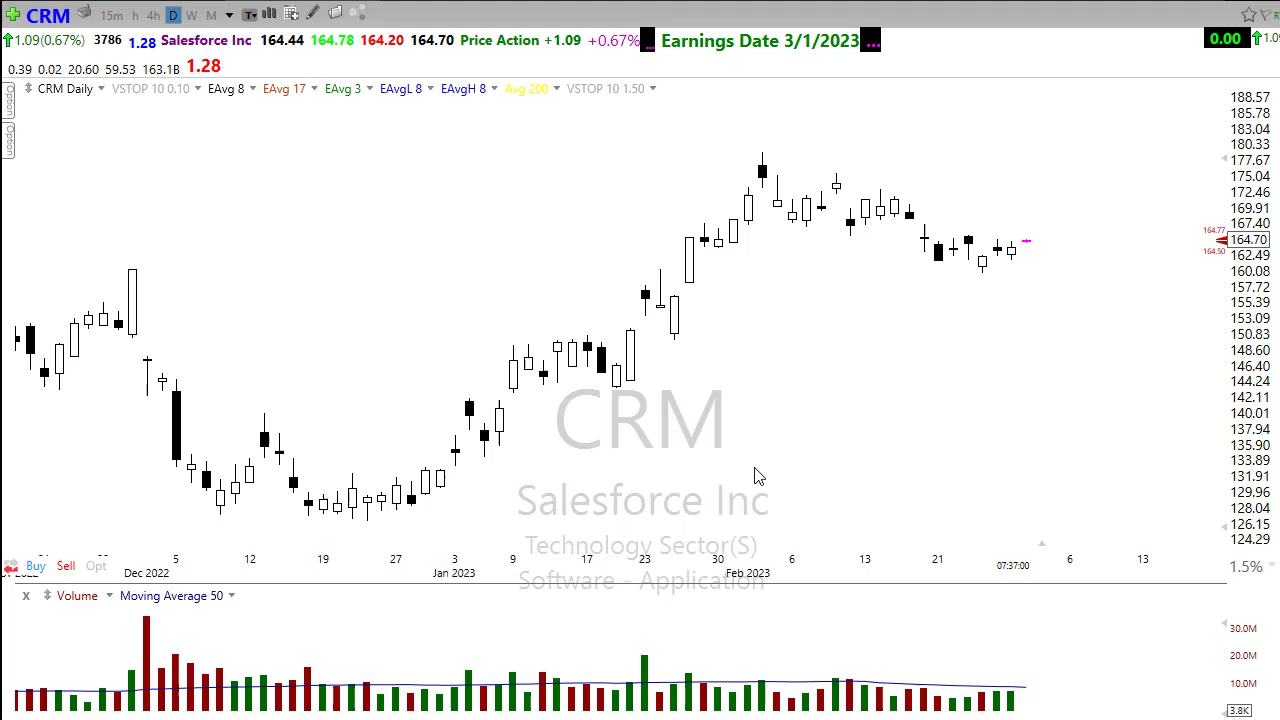 CRM 15m h 4h D W M T
1.09(0.67%) 3786 1.28 Salesforce Inc 164.44 164.78 164.20 164.70 Price Action +1.09 +0.67% ... Earnings Date 3/1/2023 ... 0.00
0.39 0.02 20.60 59.53 163.1B 1.28
Option
Option
CRM Daily VSTOP 10 0.10 EAvg 8 EAvg 17 EAvg 3 EAvgL 8 EAvgH 8 Avg 200 VSTOP 10 1.50
188.57
185.78
183.04
180.33
177.67
175.04
172.46
169.91
167.40
164.77
164.70
164.50
162.49
160.08
157.72
155.39
153.09
150.83
148.60
146.40
144.24
142.11
140.01
137.94
135.90
133.89
131.91
129.96
128.04
126.15
124.29
CRM
Salesforce Inc
Technology Sector(S)
Software - Application
5 12 19 27 3 9 17 23 30 6 13 21 6 13
Buy Sell Opt
Dec 2022 Jan 2023 Feb 2023 07:37:00 1.5%
x Volume Moving Average 50
30.0M
20.0M
10.0M
3.8K